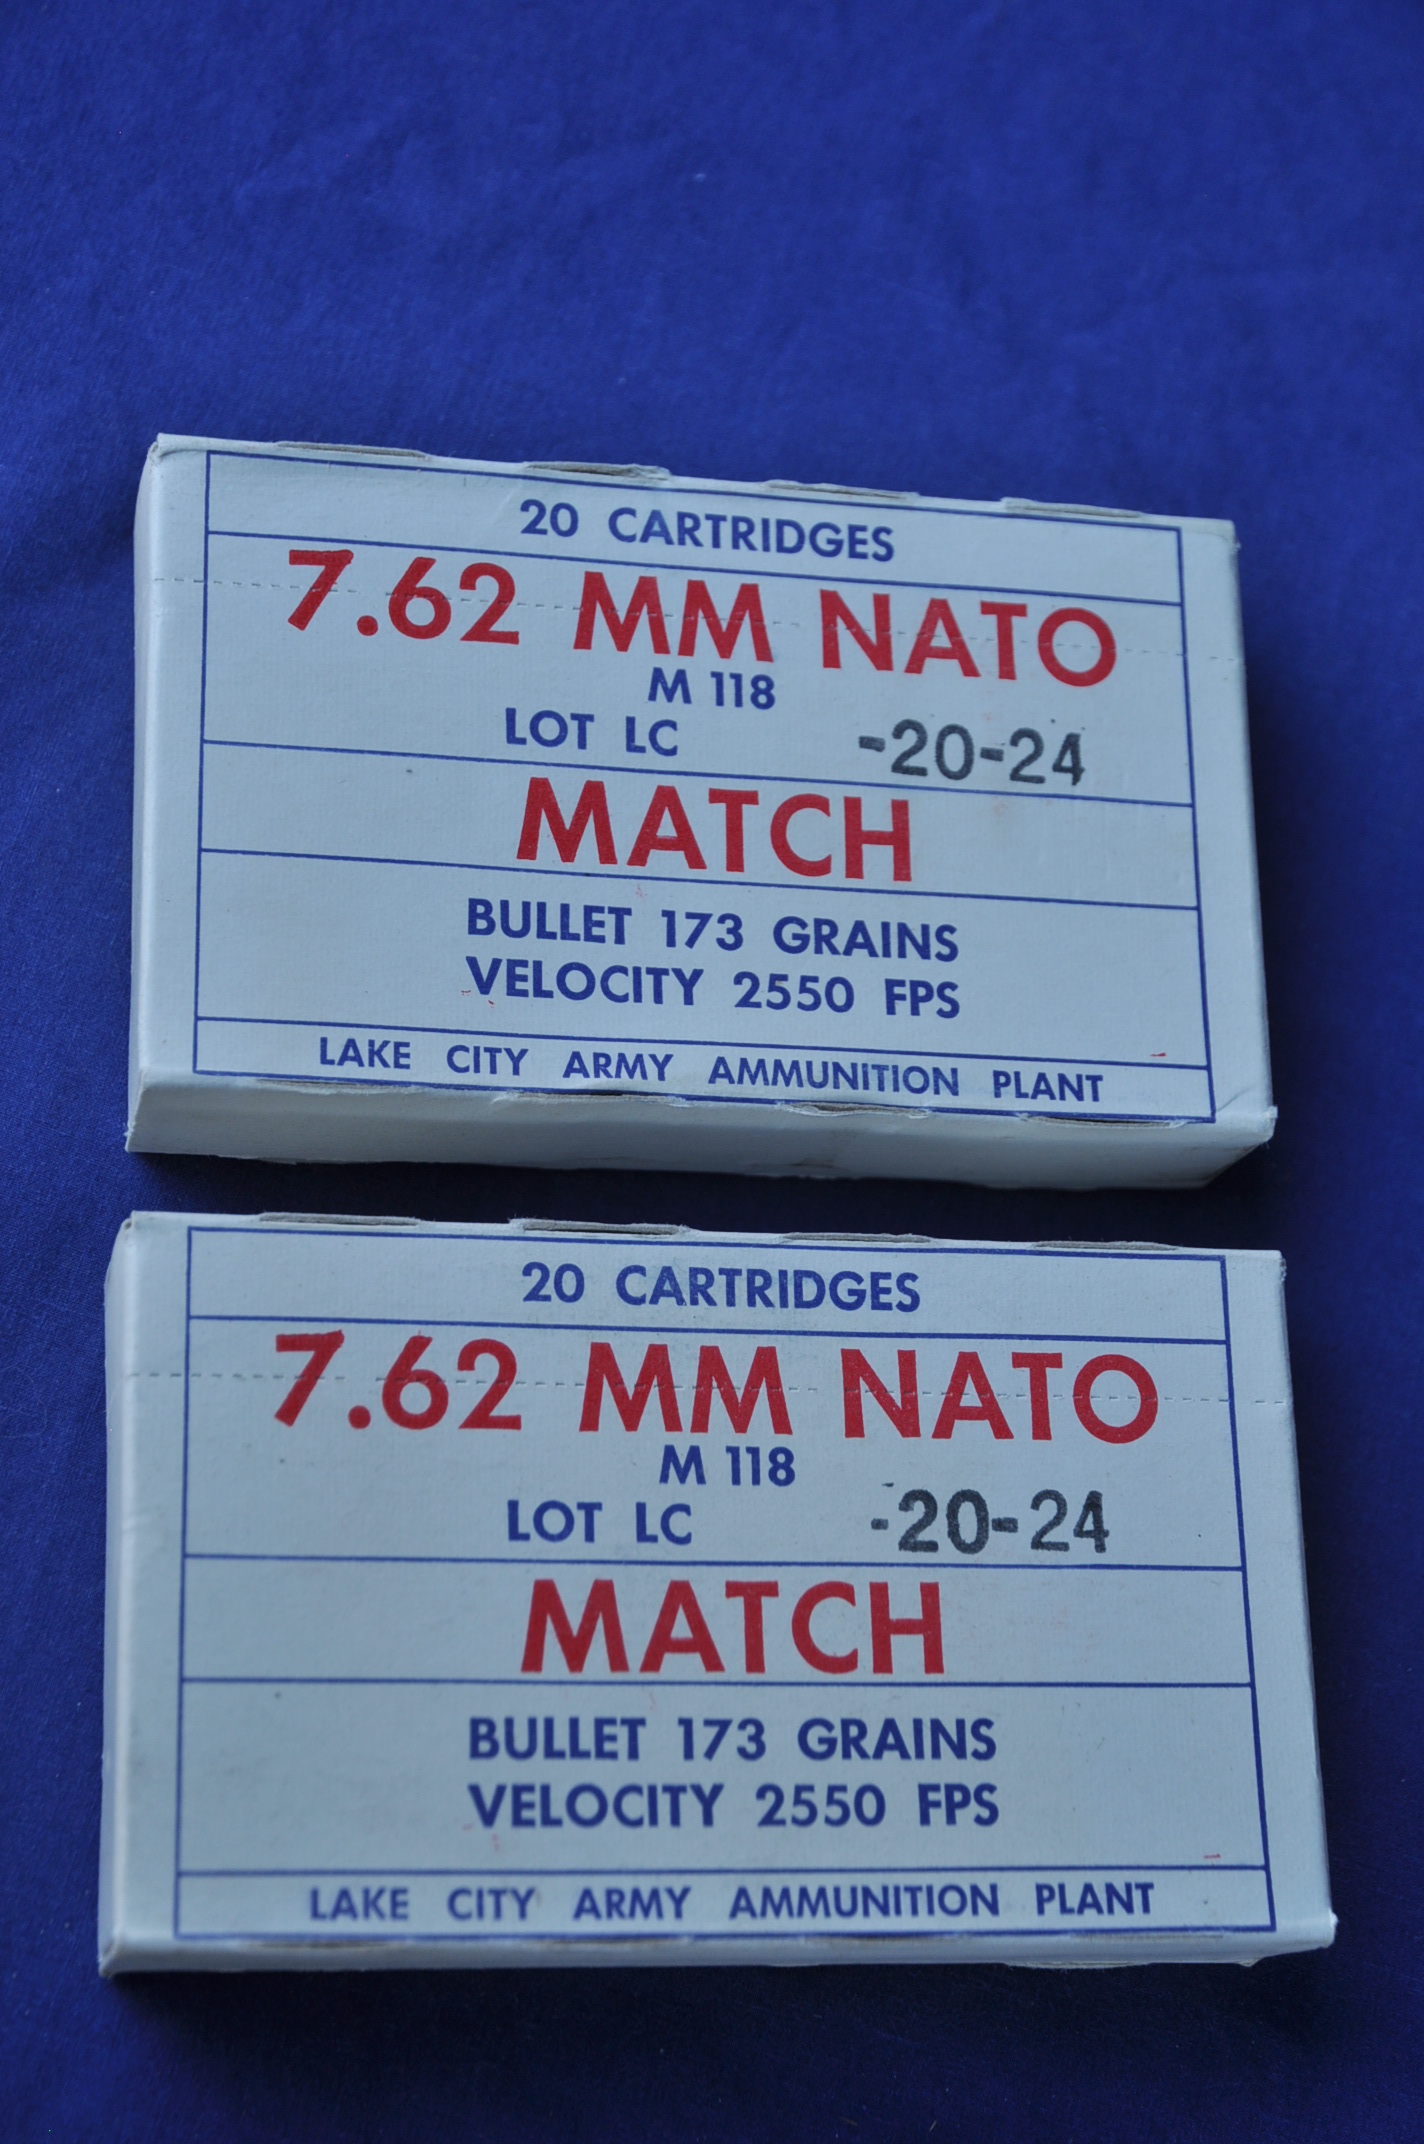 20 CARTRIDGES
7.62 MM NATO
M 118
LOT LC -20-24
MATCH
BULLET 173 GRAINS
VELOCITY 2550 FPS
LAKE CITY ARMY AMMUNITION PLANT
20 CARTRIDGES
7.62 MM NATO
M 118
LOT LC -20-24
MATCH
BULLET 173 GRAINS
VELOCITY 2550 FPS
LAKE CITY ARMY AMMUNITION PLANT